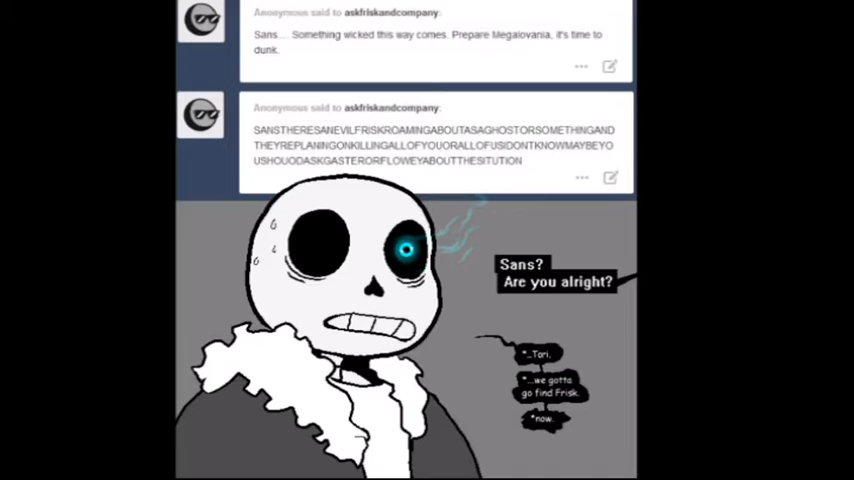 Anonymous said to askfriskandcompany:
Sans.... Something wicked this way comes. Prepare Megalovania, it's time to
dunk.
Anonymous said to askfriskandcompany:
SANSTHERESANEVILFRISKROAMINGABOUTASAGHOSTORSOMETHINGAND
THEYREPLANINGONKILLINGALLOFYOUORALLOFUSIDONTKNOWMAYBEYO
USHOUODASKGASTERORFLOWEYABOUTTHESITUTION
Sans?
Are you alright?
*..Tori.
*...we gotta
go find Frisk.
*now.